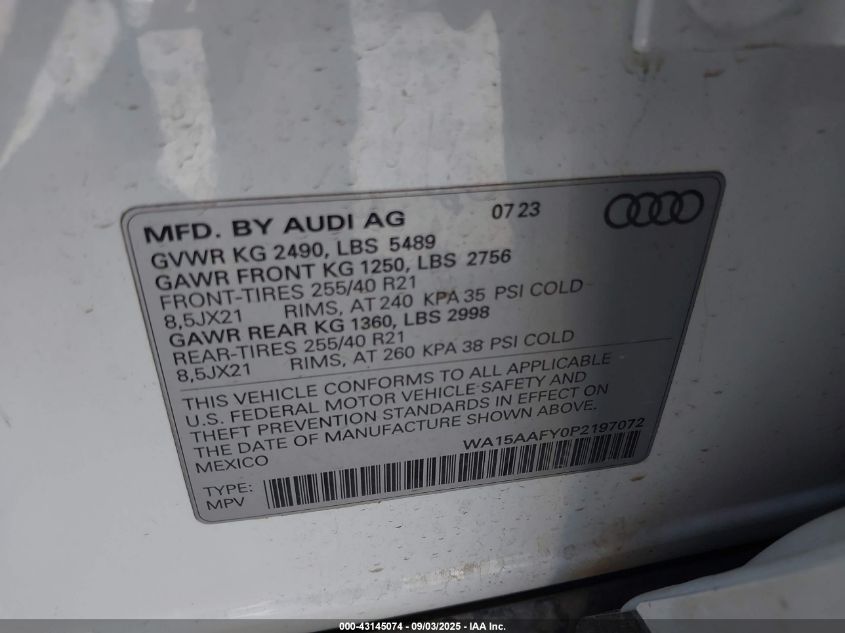 MFD. BY AUDI AG 07 23
GVWR KG 2490, LBS 5489
GAWR FRONT KG 1250, LBS 2756
FRONT-TIRES 255/40 R21
8,5JX21 RIMS, AT 240 KPA 35 PSI COLD
GAWR REAR KG 1360, LBS 2998
REAR-TIRES 255/40 R21
8,5JX21 RIMS, AT 260 KPA 38 PSI COLD
THIS VEHICLE CONFORMS TO ALL APPLICABLE
U.S. FEDERAL MOTOR VEHICLE SAFETY AND
THEFT PREVENTION STANDARDS IN EFFECT ON
THE DATE OF MANUFACTURE SHOWN ABOVE.
MEXICO WA15AAFY0P2197072
TYPE:
MPV
000-43145074 - 09/03/2025 - IAA Inc.